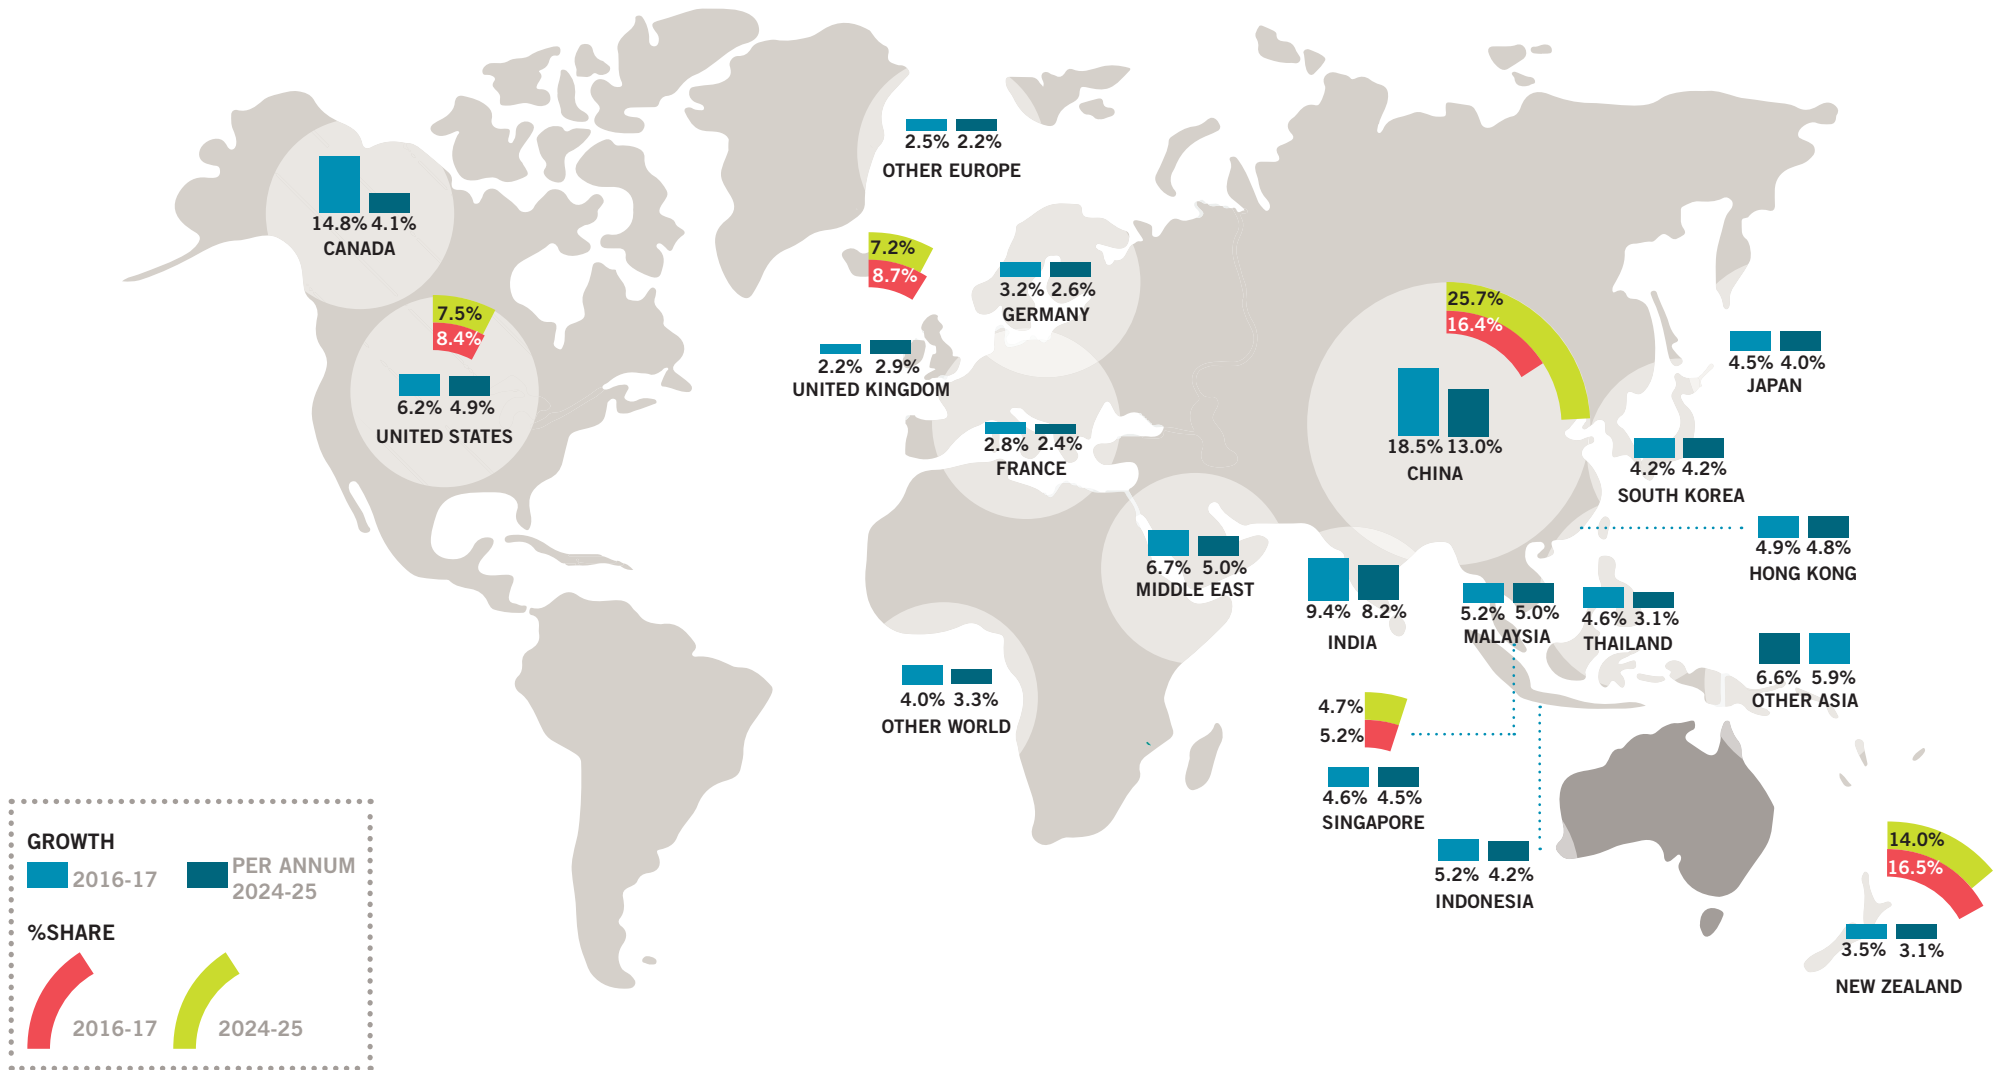 2.5% 2.2%
OTHER EUROPE
14.8% 4.1%
CANADA
7.2%
8.7%
3.2% 2.6%
GERMANY
7.5%
8.4%
6.2% 4.9%
UNITED STATES
2.2% 2.9%
UNITED KINGDOM
2.8% 2.4%
FRANCE
25.7%
16.4%
18.5% 13.0%
CHINA
4.5% 4.0%
JAPAN
4.2% 4.2%
SOUTH KOREA
4.9% 4.8%
HONG KONG
6.7% 5.0%
MIDDLE EAST
9.4% 8.2%
INDIA
5.2% 5.0%
MALAYSIA
4.6% 3.1%
THAILAND
6.6% 5.9%
OTHER ASIA
4.0% 3.3%
OTHER WORLD
4.7%
5.2%
4.6% 4.5%
SINGAPORE
5.2% 4.2%
INDONESIA
14.0%
16.5%
3.5% 3.1%
NEW ZEALAND
GROWTH
2016-17
PER ANNUM
2024-25
%SHARE
2016-17
2024-25